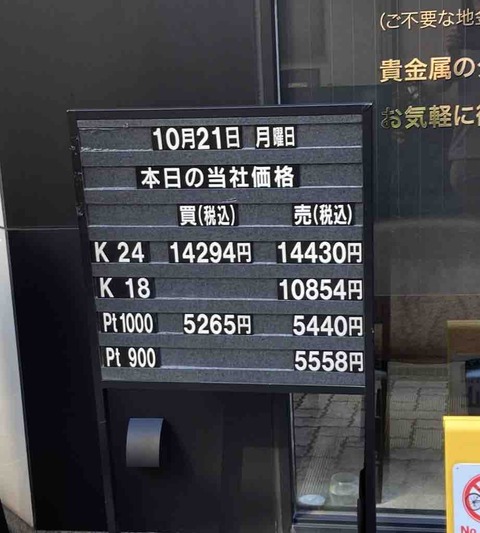 (ご不要な地金
貴金属の
お気軽に
10月21日 月曜日
本日の当社価格
買(税込) 売(税込)
K 24 14294円 14430円
K 18 10854円
Pt1000 5265円 5440円
Pt 900 5558円
No